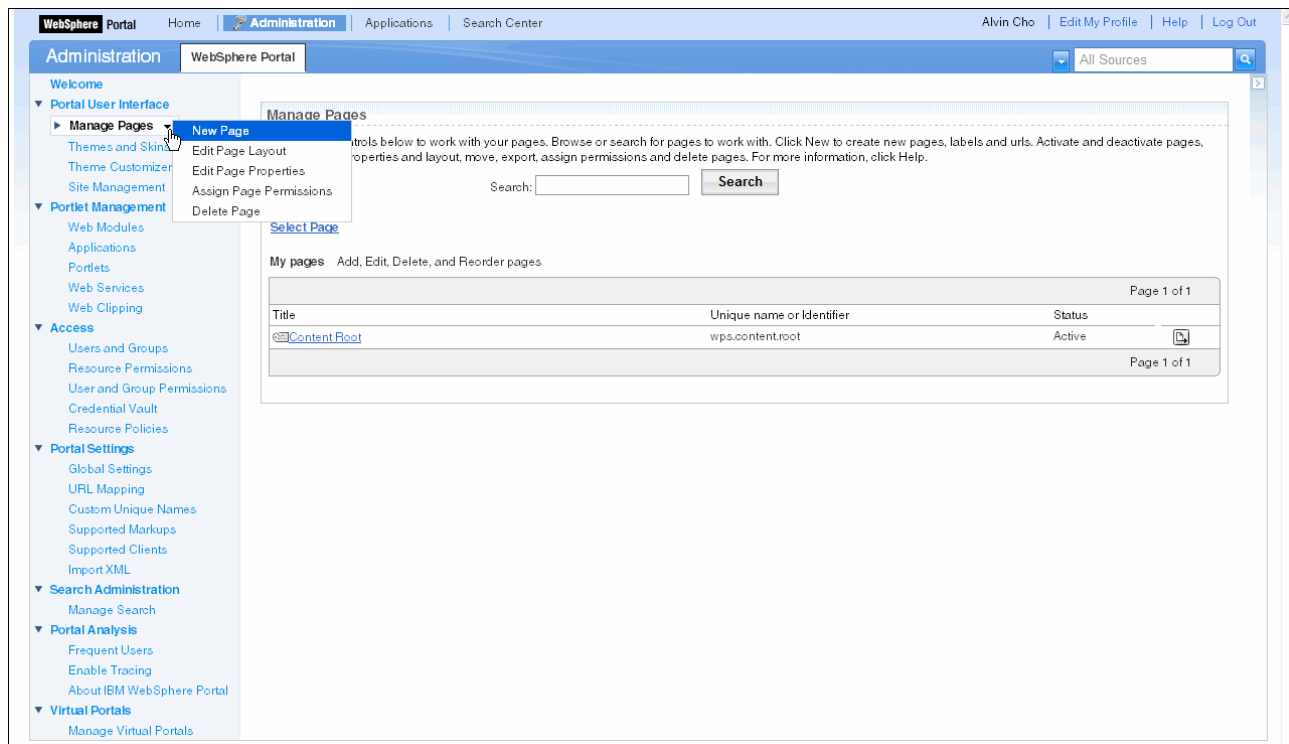 WebSphere Portal Home Administration Applications Search Center Alvin Cho Edit My Profile Help Log Out
Administration WebSphere Portal All Sources
Welcome
Portal User Interface
Manage Pages
Themes and Skins
Theme Customizer
Site Management
Portlet Management
Web Modules
Applications
Portlets
Web Services
Web Clipping
Access
Users and Groups
Resource Permissions
User and Group Permissions
Credential Vault
Resource Policies
Portal Settings
Global Settings
URL Mapping
Custom Unique Names
Supported Markups
Supported Clients
Import XML
Search Administration
Manage Search
Portal Analysis
Frequent Users
Enable Tracing
About IBM WebSphere Portal
Virtual Portals
Manage Virtual Portals
New Page
Edit Page Layout
Edit Page Properties
Assign Page Permissions
Delete Page
Manage Pages
below to work with your pages. Browse or search for pages to work with. Click New to create new pages, labels and urls. Activate and deactivate pages,
and layout, move, export, assign permissions and delete pages. For more information, click Help.
Search: Search
Select Page
My pages Add, Edit, Delete, and Reorder pages
Page 1 of 1
Title Unique name or Identifier Status
Content Root wps.content.root Active
Page 1 of 1